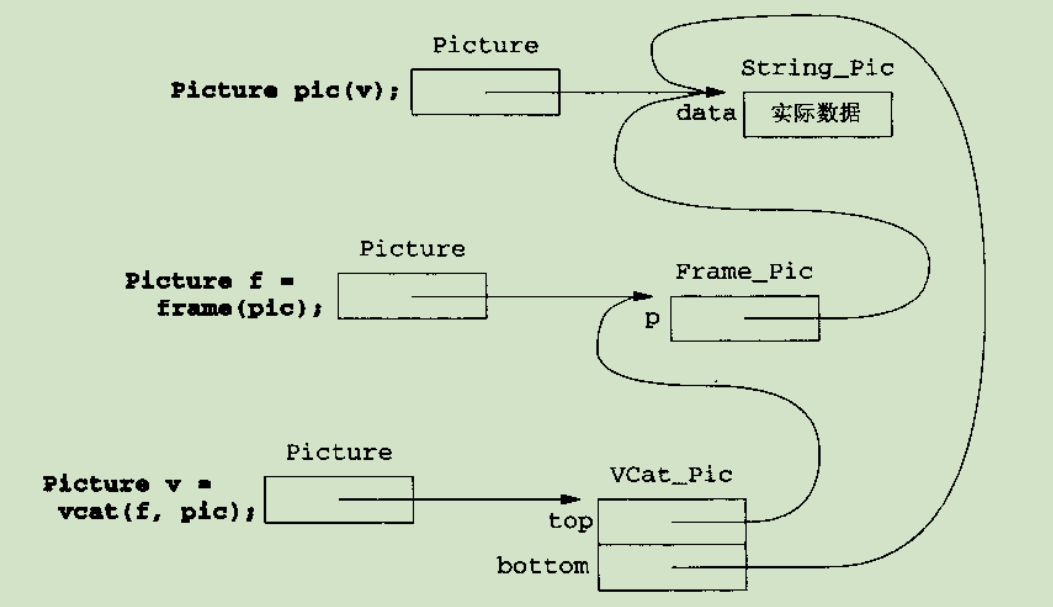 Picture
Picture pic(v);
String_Pic
data
实际数据
Picture
Picture f =
frame(pic);
Frame_Pic
p
Picture
Picture v =
vcat(f, pic);
VCat_Pic
top
bottom